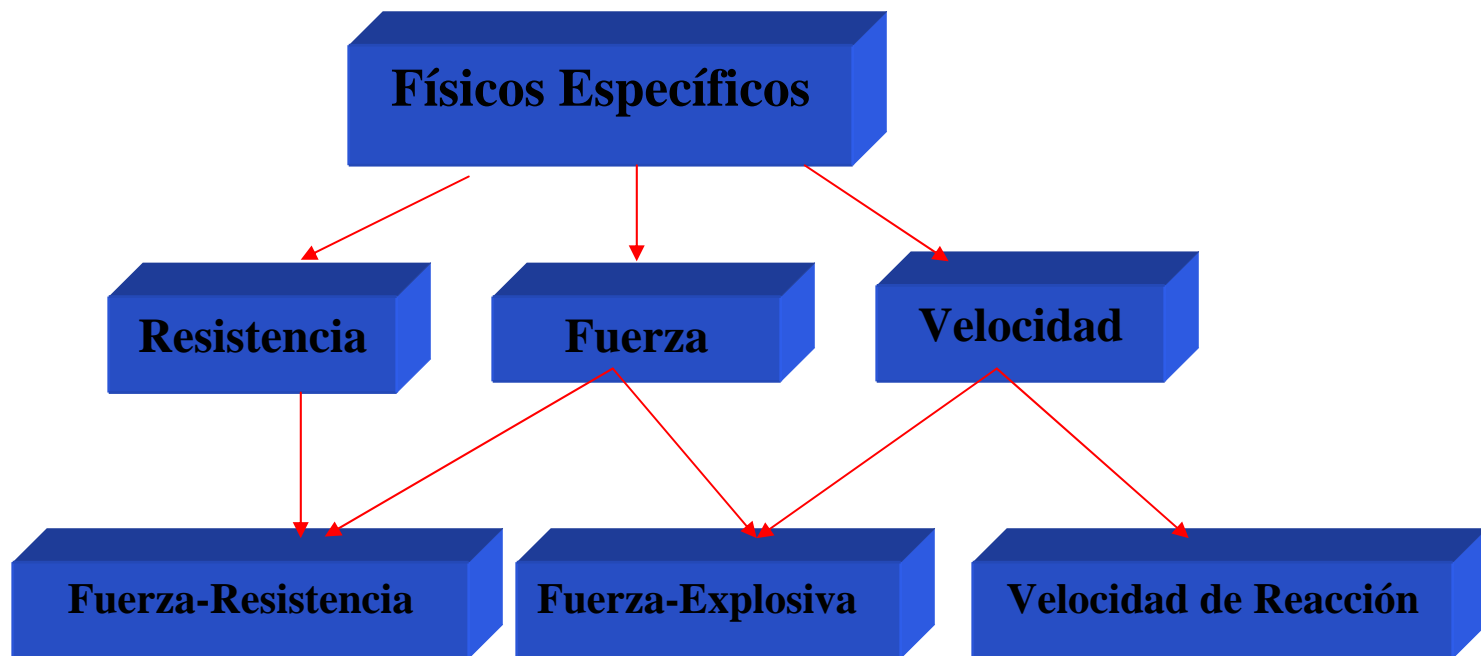 Físicos Específicos
Resistencia
Fuerza
Velocidad
Fuerza-Resistencia
Fuerza-Explosiva
Velocidad de Reacción